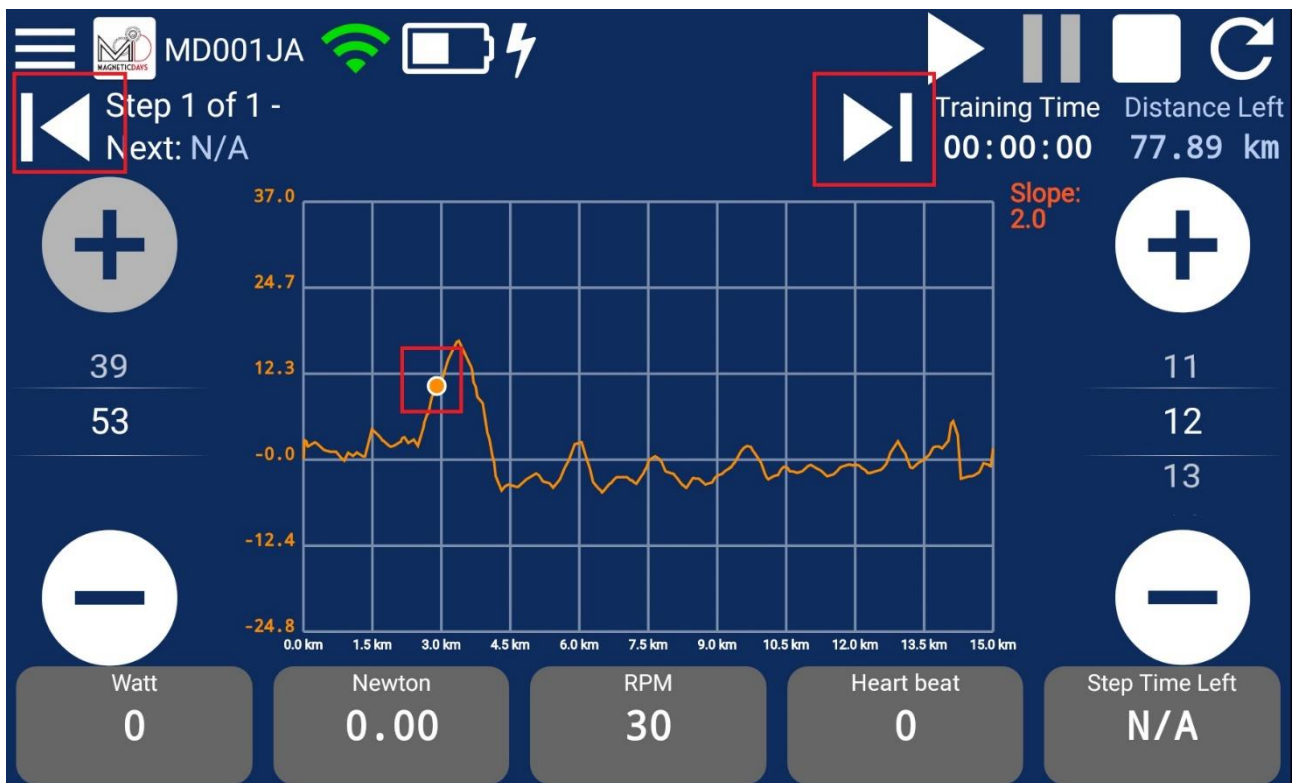 MAGNETICDAYS
MD001JA
Step 1 of 1 -
Next: N/A
Training Time
00:00:00
Distance Left
77.89 km
Slope:
2.0
37.0
24.7
12.3
-0.0
-12.4
-24.8
39
53
11
12
13
0.0 km 1.5 km 3.0 km 4.5 km 6.0 km 7.5 km 9.0 km 10.5 km 12.0 km 13.5 km 15.0 km
Watt
0
Newton
0.00
RPM
30
Heart beat
0
Step Time Left
N/A